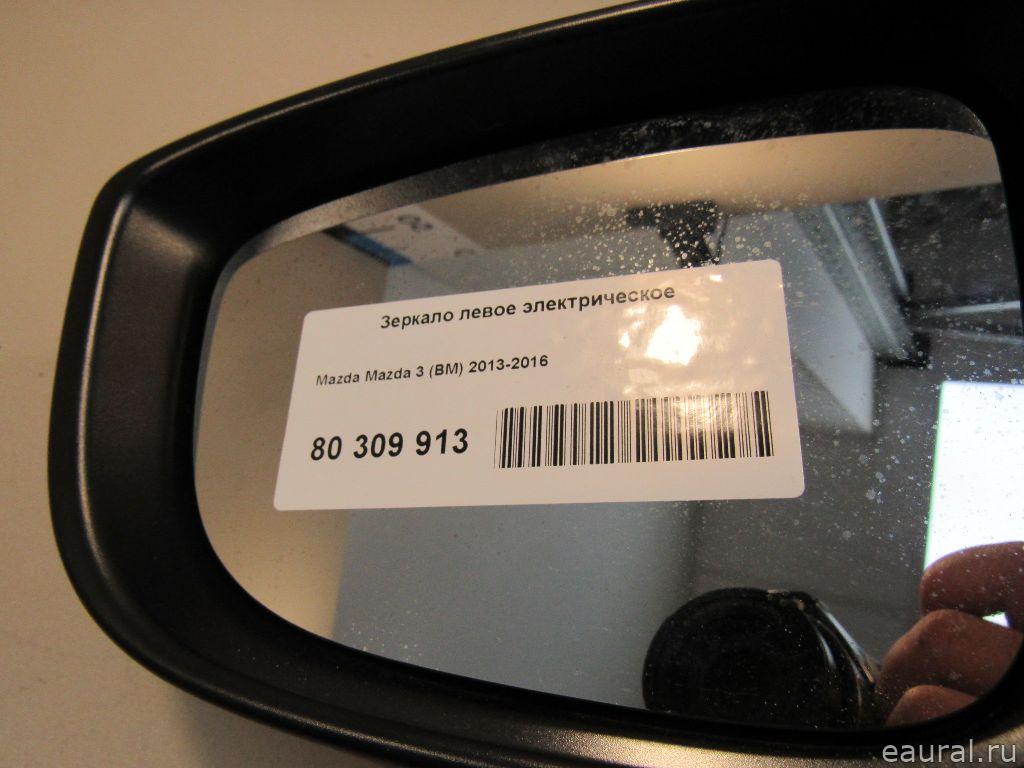 Зеркало левое электрическое
Mazda Mazda 3 (BM) 2013-2016
80 309 913
eaural.ru